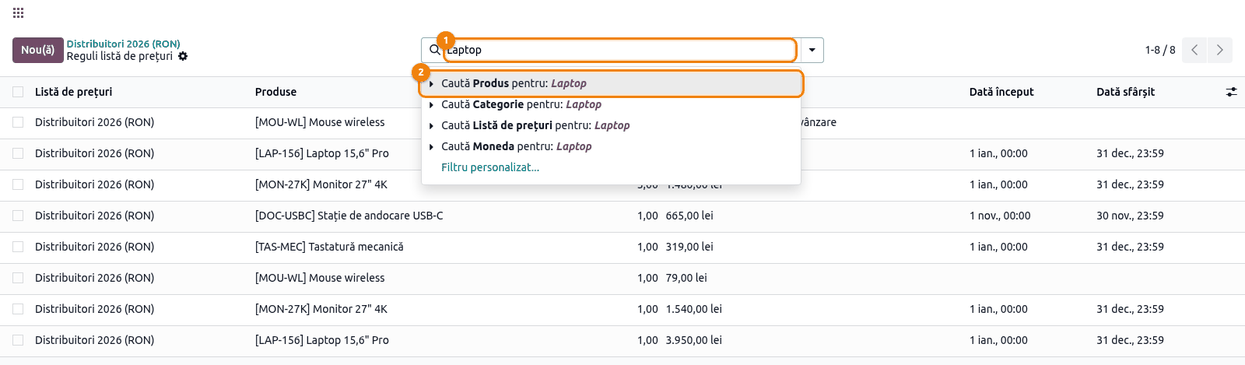 Nou(ă)
Distribuitori 2026 (RON)
Reguli listă de prețuri
1
Laptop
1-8 / 8
2
Caută Produs pentru: Laptop
Caută Categorie pentru: Laptop
Caută Listă de prețuri pentru: Laptop
Caută Moneda pentru: Laptop
Filtru personalizat...
Listă de prețuri Produse Dată început Dată sfârșit
Distribuitori 2026 (RON) [MOU-WL] Mouse wireless
Distribuitori 2026 (RON) [LAP-156] Laptop 15,6" Pro 1 ian., 00:00 31 dec., 23:59
Distribuitori 2026 (RON) [MON-27K] Monitor 27" 4K 1 ian., 00:00 31 dec., 23:59
Distribuitori 2026 (RON) [DOC-USBC] Stație de andocare USB-C 1,00 665,00 lei 1 nov., 00:00 30 nov., 23:59
Distribuitori 2026 (RON) [TAS-MEC] Tastatură mecanică 1,00 319,00 lei 1 ian., 00:00 31 dec., 23:59
Distribuitori 2026 (RON) [MOU-WL] Mouse wireless 1,00 79,00 lei
Distribuitori 2026 (RON) [MON-27K] Monitor 27" 4K 1,00 1.540,00 lei 1 ian., 00:00 31 dec., 23:59
Distribuitori 2026 (RON) [LAP-156] Laptop 15,6" Pro 1,00 3.950,00 lei 1 ian., 00:00 31 dec., 23:59